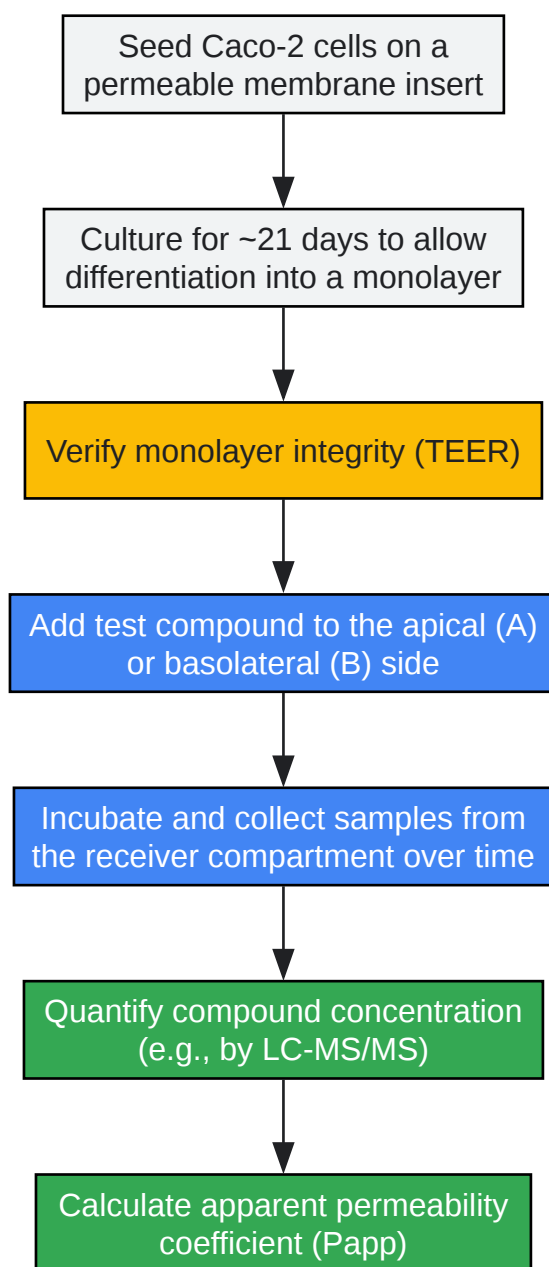 Seed Caco-2 cells on a
permeable membrane insert
Culture for ~21 days to allow
differentiation into a monolayer
Verify monolayer integrity (TEER)
Add test compound to the apical (A)
or basolateral (B) side
Incubate and collect samples from
the receiver compartment over time
Quantify compound concentration
(e.g., by LC-MS/MS)
Calculate apparent permeability
coefficient (Papp)